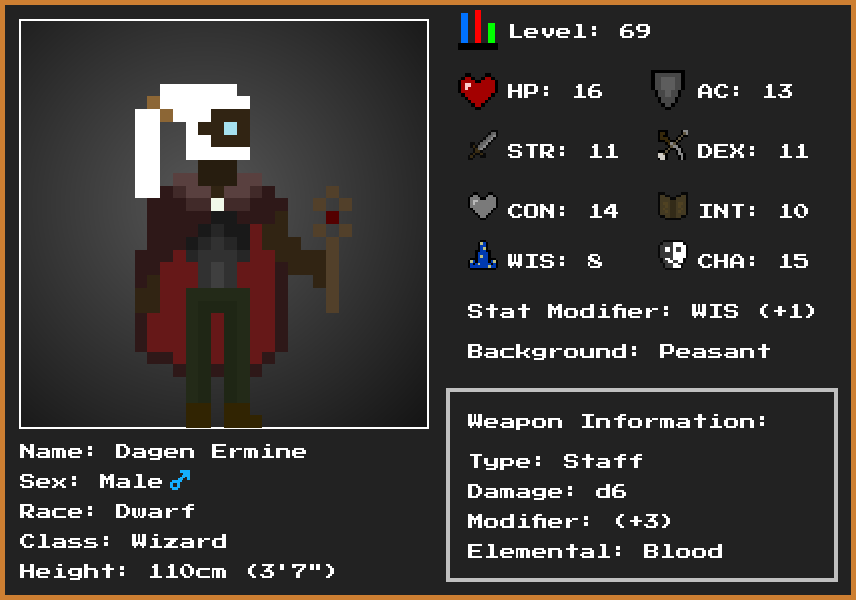 Level: 69
HP: 16 AC: 13
STR: 11 DEX: 11
CON: 14 INT: 10
WIS: 8 CHA: 15
Stat Modifier: WIS (+1)
Background: Peasant
Weapon Information:
Type: Staff
Damage: d6
Modifier: (+3)
Elemental: Blood
Name: Dagen Ermine
Sex: Male ♂
Race: Dwarf
Class: Wizard
Height: 110cm (3'7")